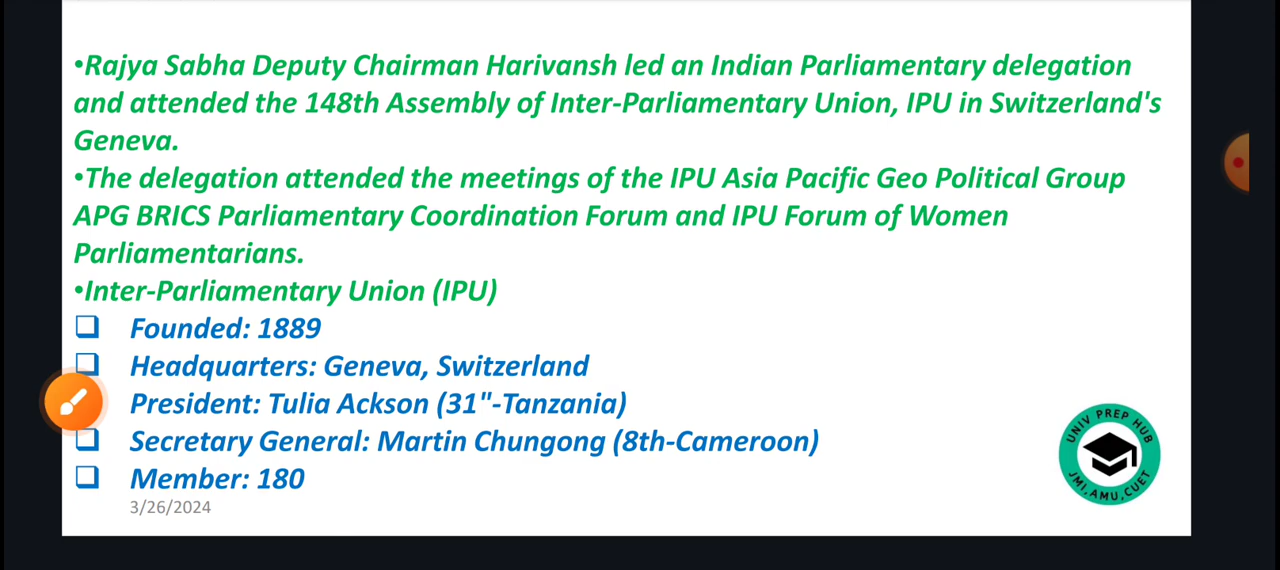 •Rajya Sabha Deputy Chairman Harivansh led an Indian Parliamentary delegation
and attended the 148th Assembly of Inter-Parliamentary Union, IPU in Switzerland's
Geneva.
•The delegation attended the meetings of the IPU Asia Pacific Geo Political Group
APG BRICS Parliamentary Coordination Forum and IPU Forum of Women
Parliamentarians.
•Inter-Parliamentary Union (IPU)
❑ Founded: 1889
❑ Headquarters: Geneva, Switzerland
President: Tulia Ackson (31"-Tanzania)
❑ Secretary General: Martin Chungong (8th-Cameroon)
❑ Member: 180
3/26/2024
UNIV PREP HUB
JMI,AMU,CUET